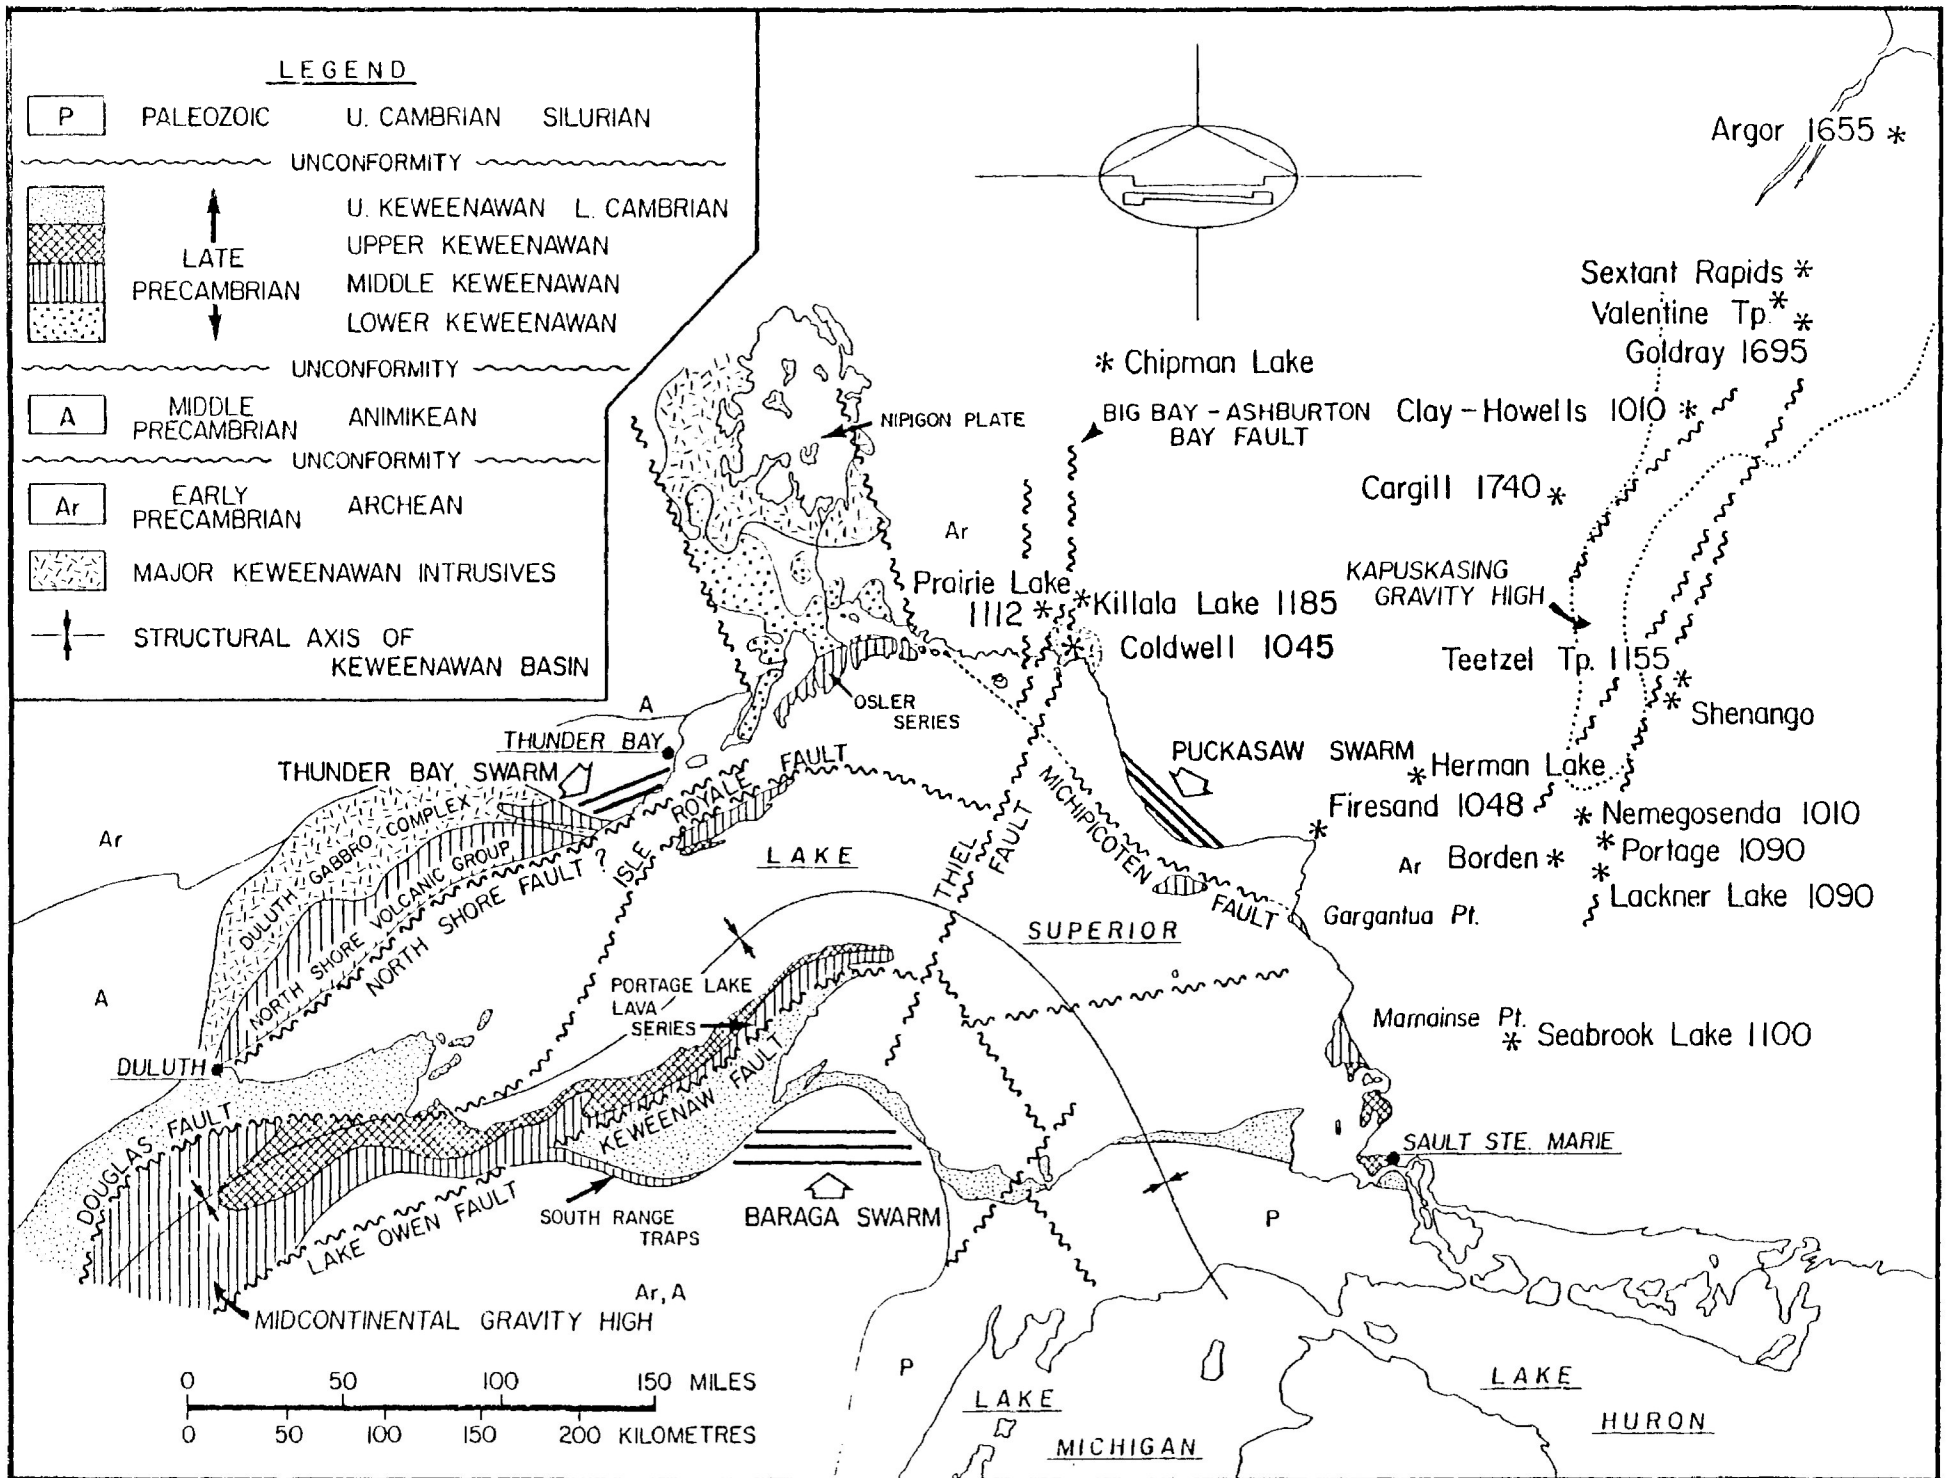 LEGEND
P PALEOZOIC U. CAMBRIAN SILURIAN
UNCONFORMITY
U. KEWEENAWAN L. CAMBRIAN
UPPER KEWEENAWAN
LATE
PRECAMBRIAN
MIDDLE KEWEENAWAN
LOWER KEWEENAWAN
UNCONFORMITY
A MIDDLE
PRECAMBRIAN ANIMIKEAN
UNCONFORMITY
Ar EARLY
PRECAMBRIAN ARCHEAN
MAJOR KEWEENAWAN INTRUSIVES
STRUCTURAL AXIS OF
KEWEENAWAN BASIN
Argor 1655 *
Sextant Rapids *
Valentine Tp. *
*
Goldray 1695
* Chipman Lake
BIG BAY - ASHBURTON
BAY FAULT
Clay - Howells 1010 *
NIPIGON PLATE
Cargill 1740 *
Ar
KAPUSKASING
GRAVITY HIGH
Prairie Lake
1112 *
* Killala Lake 1185
* Coldwell 1045
Teetzel Tp. 1155
*
* Shenango
OSLER
SERIES
A
THUNDER BAY
THUNDER BAY SWARM
PUCKASAW SWARM
* Herman Lake
Firesand 1048
*
* Nemegosenda 1010
* Portage 1090
Ar Borden *
* Lackner Lake 1090
ISLE ROYALE FAULT
MICHIPICOTEN FAULT
THIEL FAULT
Ar
DULUTH GABBRO COMPLEX
NORTH SHORE VOLCANIC GROUP
NORTH SHORE FAULT ?
LAKE
SUPERIOR
Gargantua Pt.
A
PORTAGE LAKE
LAVA
SERIES
Mamainse Pt.
* Seabrook Lake 1100
DULUTH
DOUGLAS FAULT
KEWEENAW FAULT
SAULT STE. MARIE
LAKE OWEN FAULT
SOUTH RANGE
TRAPS
BARAGA SWARM
P
Ar, A
MIDCONTINENTAL GRAVITY HIGH
P
0 50 100 150 MILES
0 50 100 150 200 KILOMETRES
LAKE
MICHIGAN
LAKE
HURON